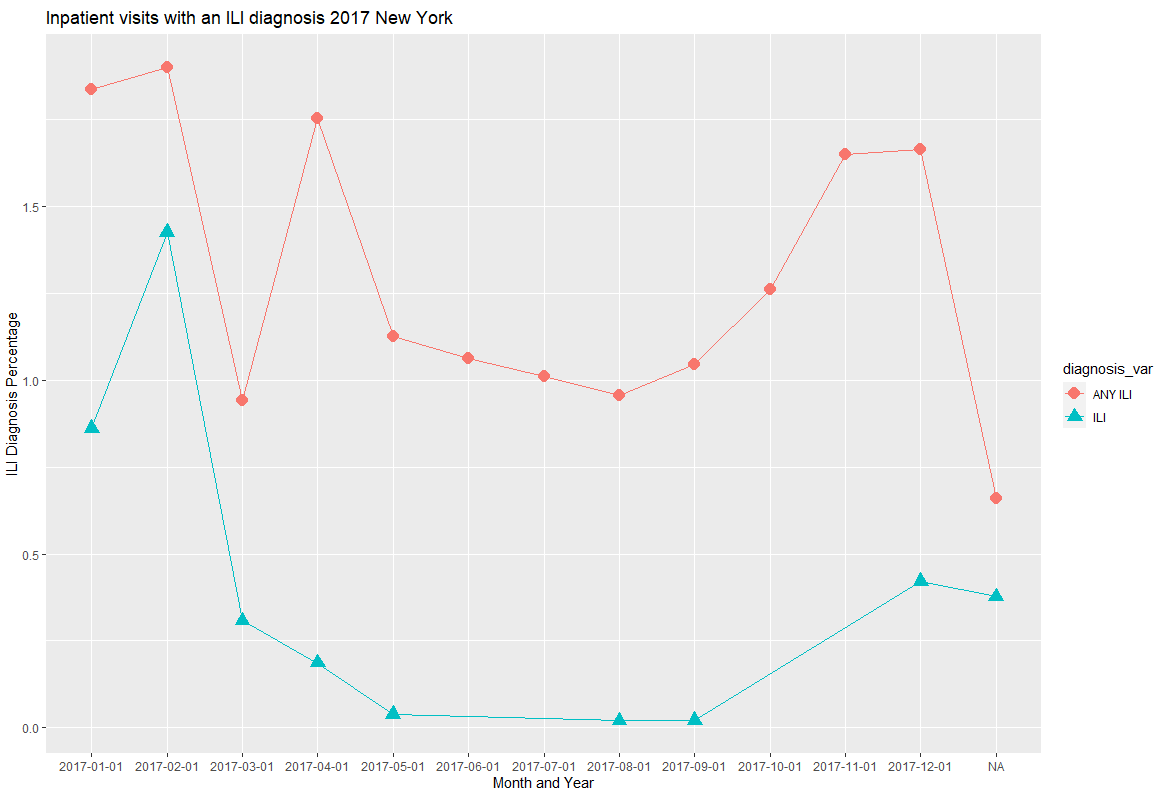 Inpatient visits with an ILI diagnosis 2017 New York
ILI Diagnosis Percentage
1.5
1.0
0.5
0.0
2017-01-01 2017-02-01 2017-03-01 2017-04-01 2017-05-01 2017-06-01 2017-07-01 2017-08-01 2017-09-01 2017-10-01 2017-11-01 2017-12-01 NA
Month and Year
diagnosis_var
ANY ILI
ILI